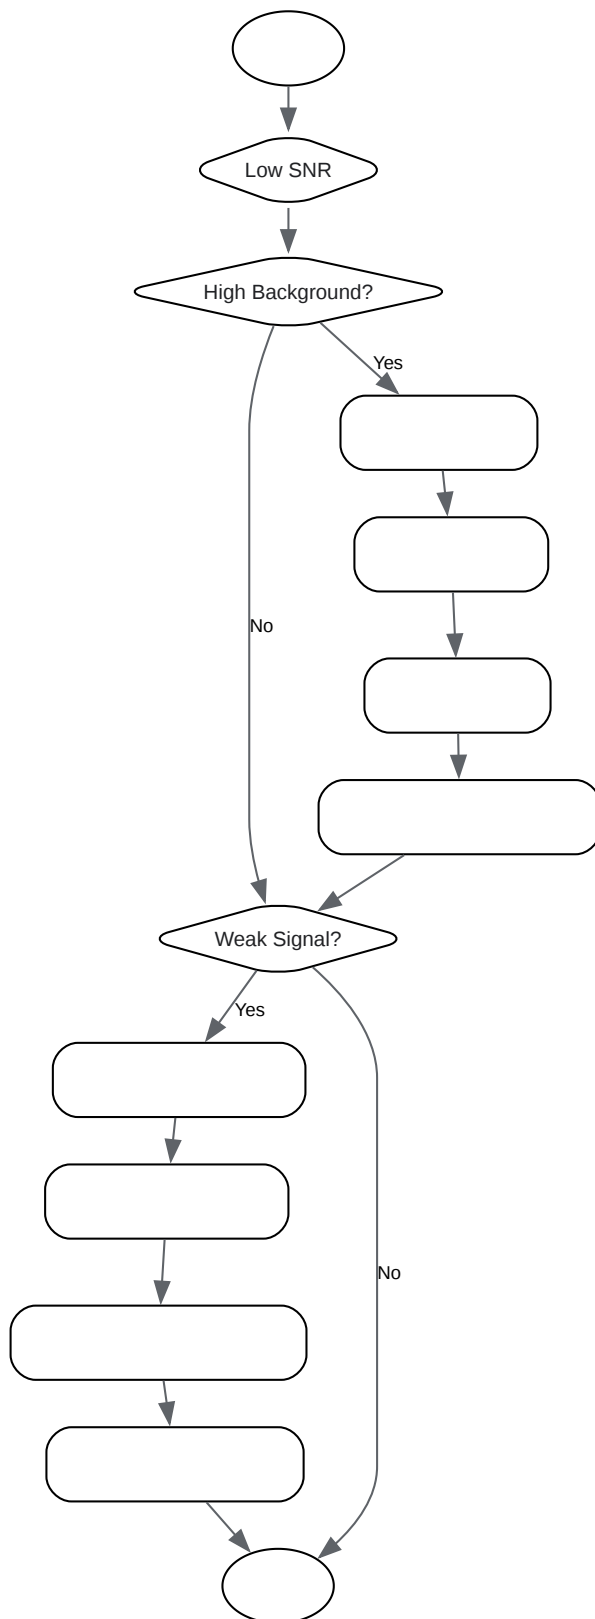 Low SNR
High Background?
Yes
No
Weak Signal?
Yes
No